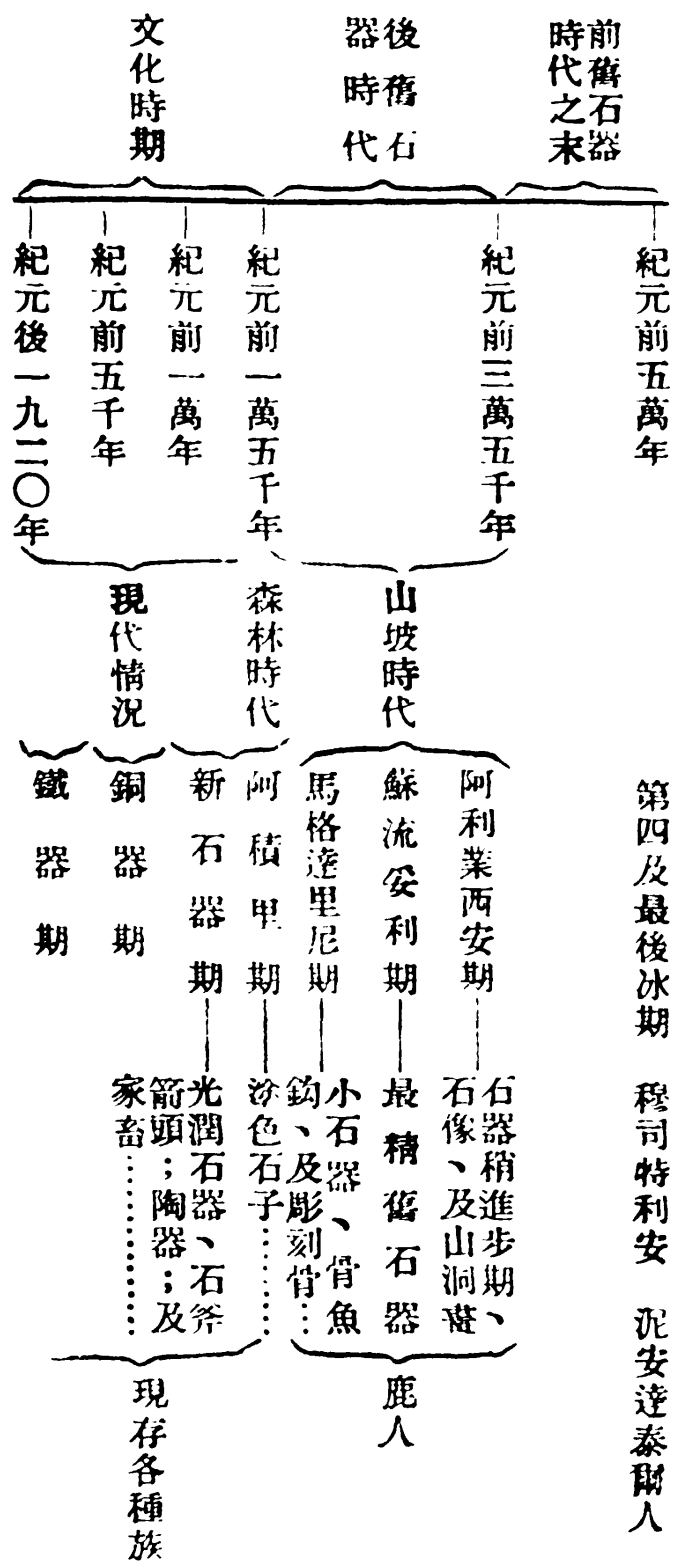 前舊石器
時代之末
後舊石
器時代
文化時期
紀元前五萬年
紀元前三萬五千年
紀元前一萬五千年
紀元前一萬年
紀元前五千年
紀元後一九二〇年
山坡時代
森林時代
現代情況
第四及最後冰期　穆司特利安　泥安達泰爾人
阿利業西安期
蘇流妥利期
馬格達里尼期
阿積里期
新石器期
銅器期
鐵器期
石器稍進步期、
石像、及山洞畫
最精舊石器
小石器、骨魚
鈎、及彫刻骨…
塗色石子……
光潤石器、石斧
箭頭；陶器；及
家畜…………
鹿人
現存各種族